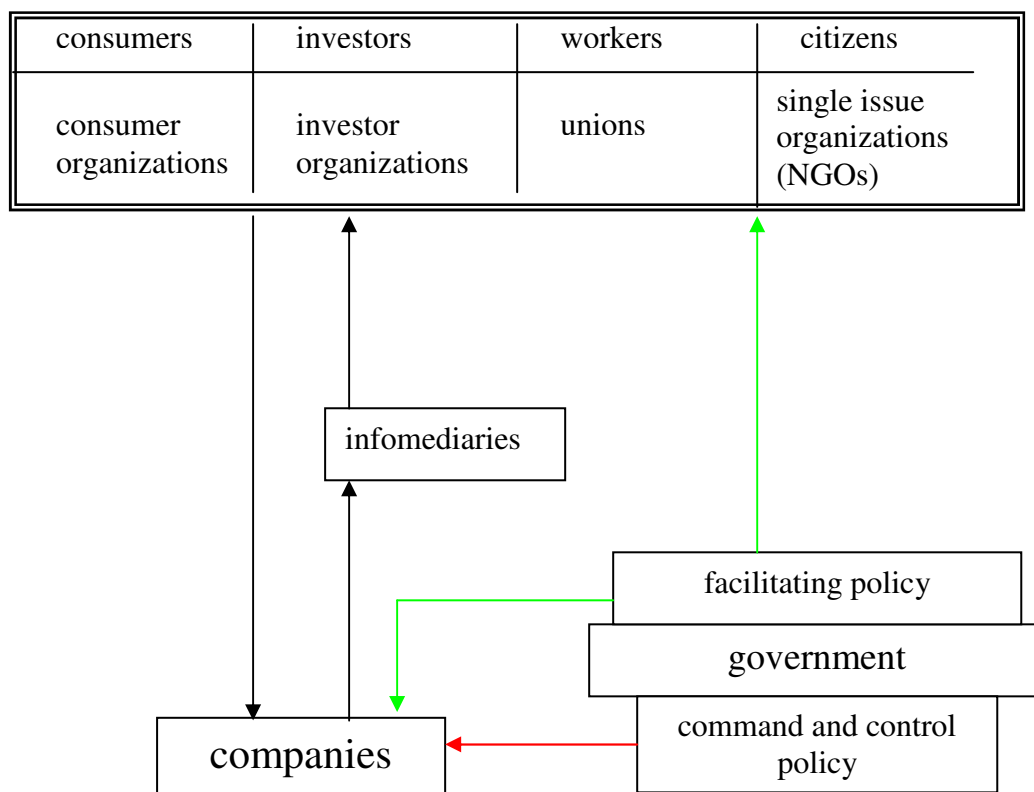 consumers
investors
workers
citizens
consumer
organizations
investor
organizations
unions
single issue
organizations
(NGOs)
infomediaries
facilitating policy
government
command and control
policy
companies